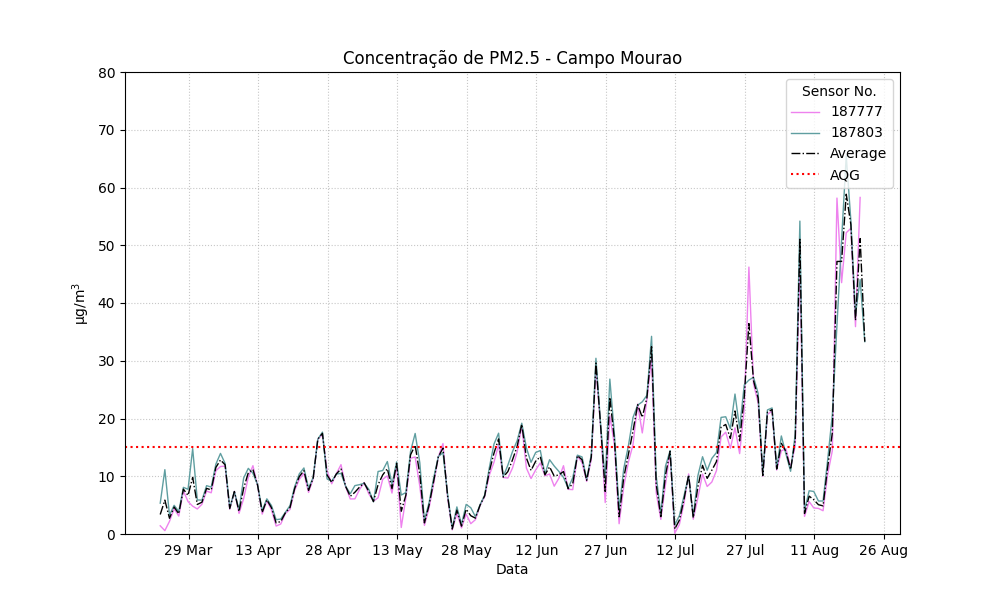 Concentração de PM2.5 - Campo Mourao
80
70
60
50
40
30
20
10
0
µg/m³
Sensor No.
187777
187803
Average
AQG
29 Mar
13 Apr
28 Apr
13 May
28 May
12 Jun
27 Jun
12 Jul
27 Jul
11 Aug
26 Aug
Data